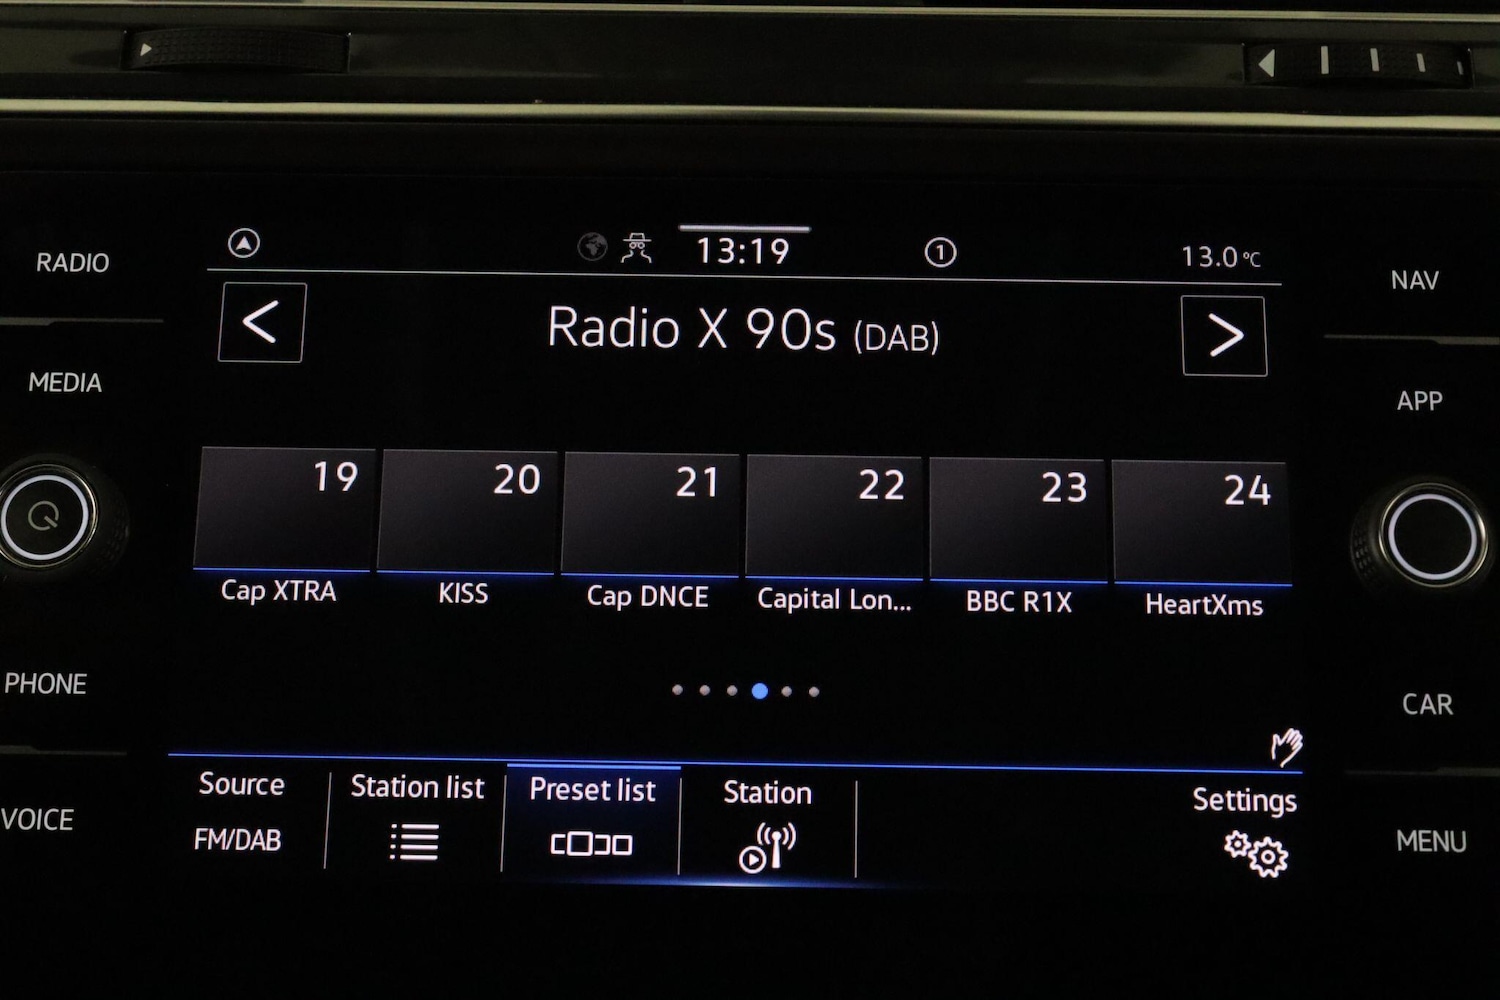 RADIO
MEDIA
PHONE
VOICE
13:19
1
13.0°C
<
Radio X 90s (DAB)
>
19
20
21
22
23
24
Cap XTRA
KISS
Cap DNCE
Capital Lon...
BBC R1X
HeartXms
Source
FM/DAB
Station list
Preset list
Station
Settings
NAV
APP
CAR
MENU